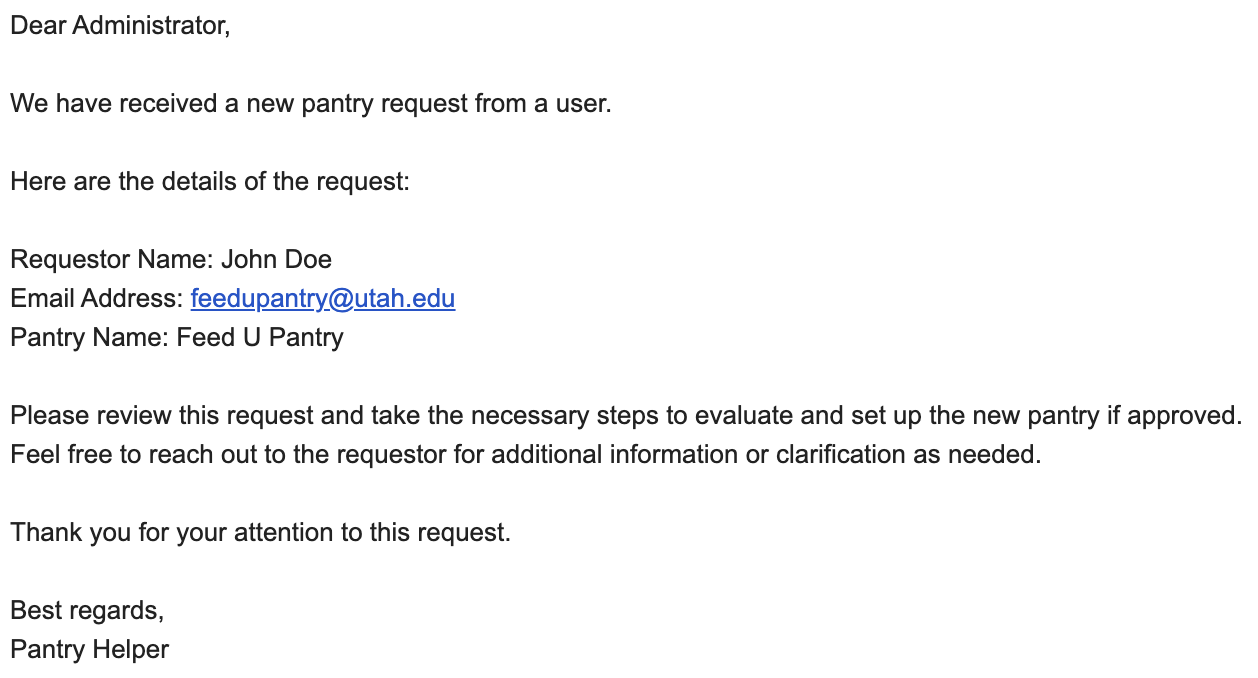 Dear Administrator,
We have received a new pantry request from a user.
Here are the details of the request:
Requestor Name: John Doe
Email Address: feedupantry@utah.edu
Pantry Name: Feed U Pantry
Please review this request and take the necessary steps to evaluate and set up the new pantry if approved.
Feel free to reach out to the requestor for additional information or clarification as needed.
Thank you for your attention to this request.
Best regards,
Pantry Helper